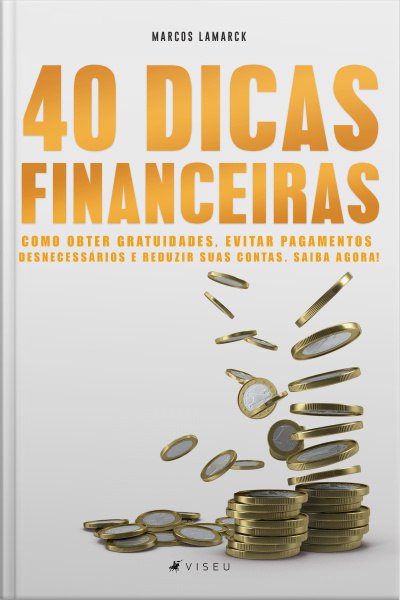 MARCOS LAMARCK
40 DICAS
FINANCEIRAS
COMO OBTER GRATUIDADES, EVITAR PAGAMENTOS
DESNECESSÁRIOS E REDUZIR SUAS CONTAS. SAIBA AGORA!
VISEU